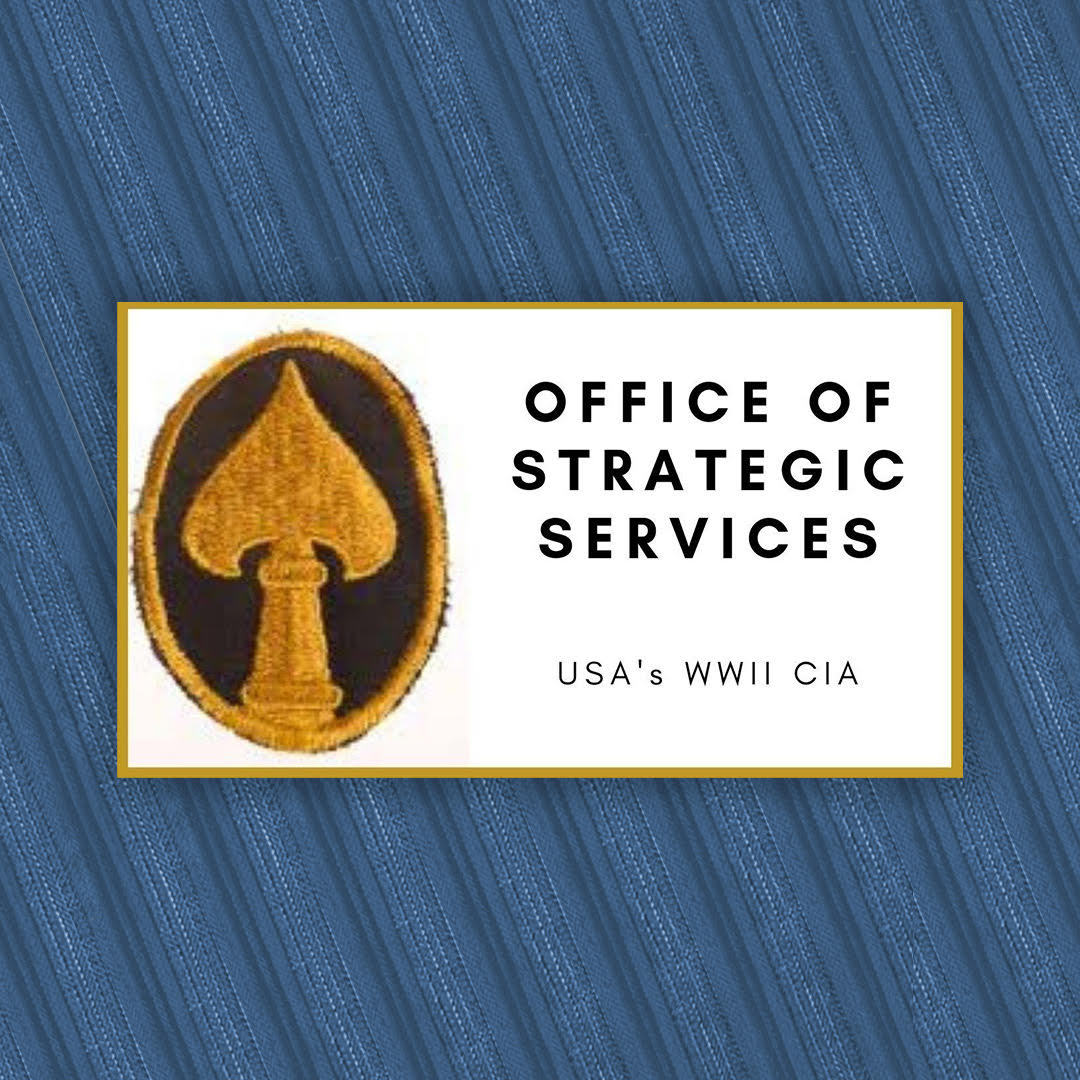 OFFICE OF
STRATEGIC
SERVICES
USA's WWII CIA